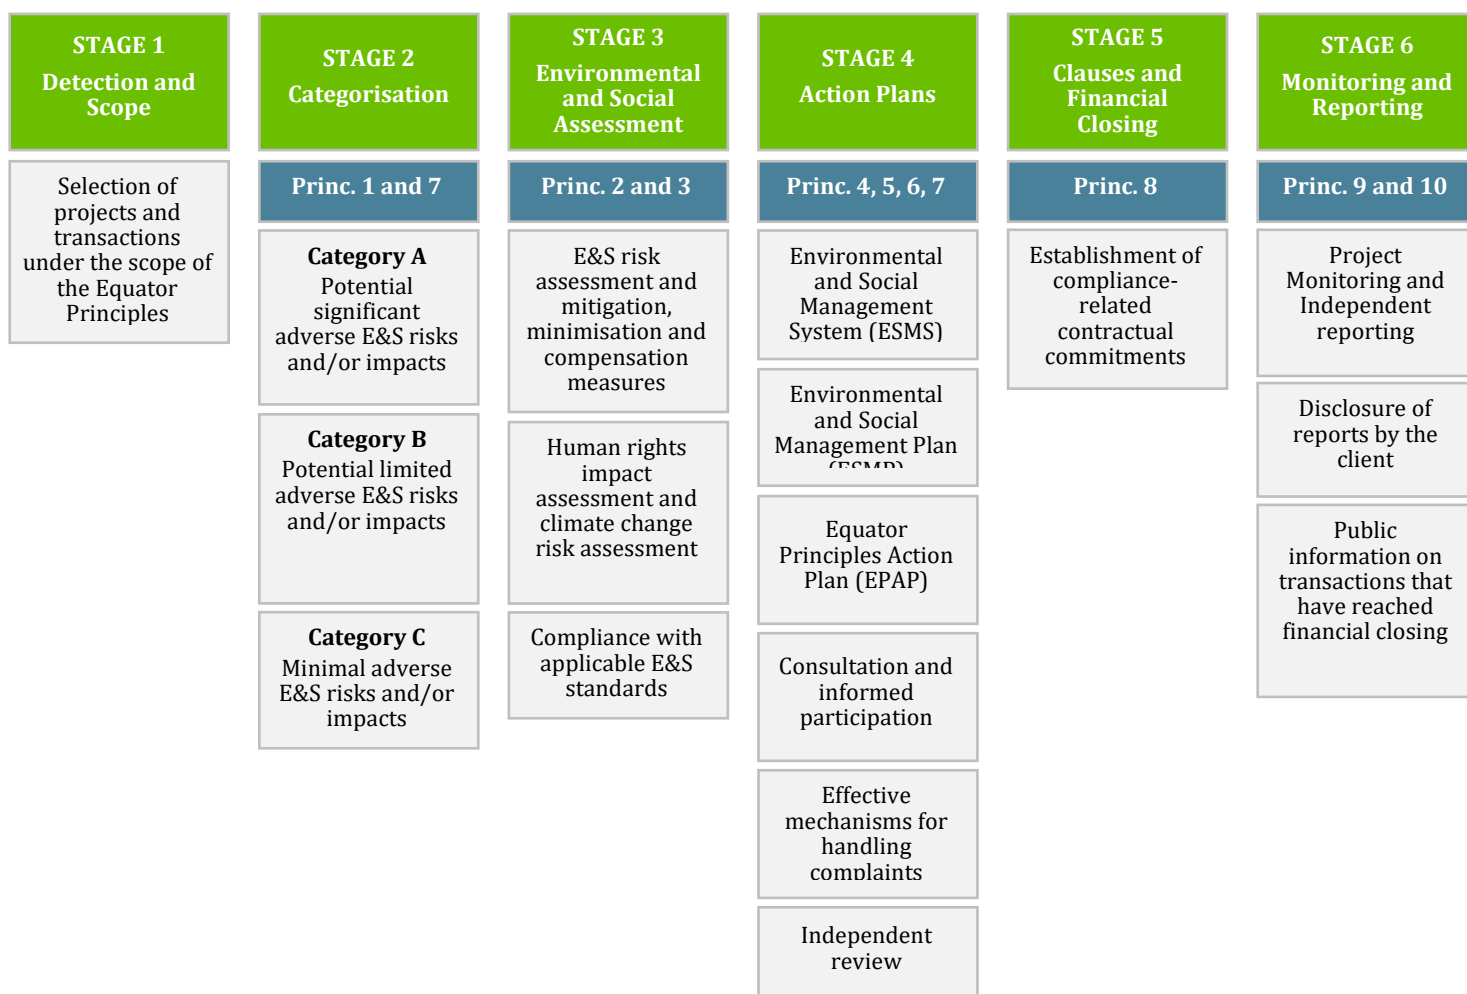 STAGE 1
Detection and
Scope
Selection of
projects and
transactions
under the scope of
the Equator
Principles
STAGE 2
Categorisation
Princ. 1 and 7
Category A
Potential
significant
adverse E&S risks
and/or impacts
Category B
Potential limited
adverse E&S risks
and/or impacts
Category C
Minimal adverse
E&S risks and/or
impacts
STAGE 3
Environmental
and Social
Assessment
Princ. 2 and 3
E&S risk
assessment and
mitigation,
minimisation and
compensation
measures
Human rights
impact
assessment and
climate change
risk assessment
Compliance with
applicable E&S
standards
STAGE 4
Action Plans
Princ. 4, 5, 6, 7
Environmental
and Social
Management
System (ESMS)
Environmental
and Social
Management Plan
(ESMP)
Equator
Principles Action
Plan (EPAP)
Consultation and
informed
participation
Effective
mechanisms for
handling
complaints
Independent
review
STAGE 5
Clauses and
Financial
Closing
Princ. 8
Establishment of
compliance-
related
contractual
commitments
STAGE 6
Monitoring and
Reporting
Princ. 9 and 10
Project
Monitoring and
Independent
reporting
Disclosure of
reports by the
client
Public
information on
transactions that
have reached
financial closing